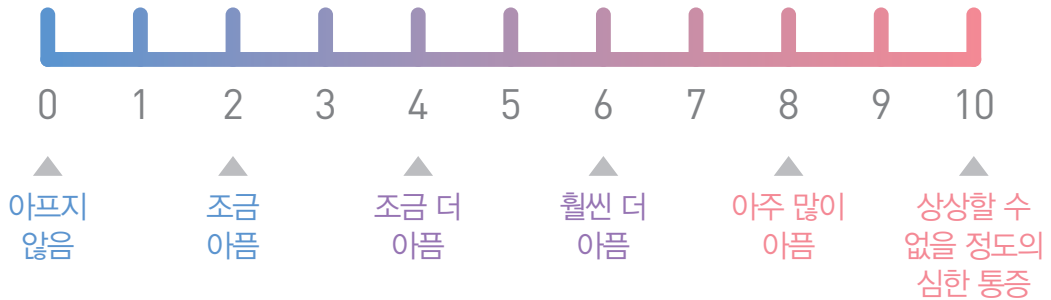 0 1 2 3 4 5 6 7 8 9 10
아프지 않음
조금 아픔
조금 더 아픔
훨씬 더 아픔
아주 많이 아픔
상상할 수 없을 정도의 심한 통증